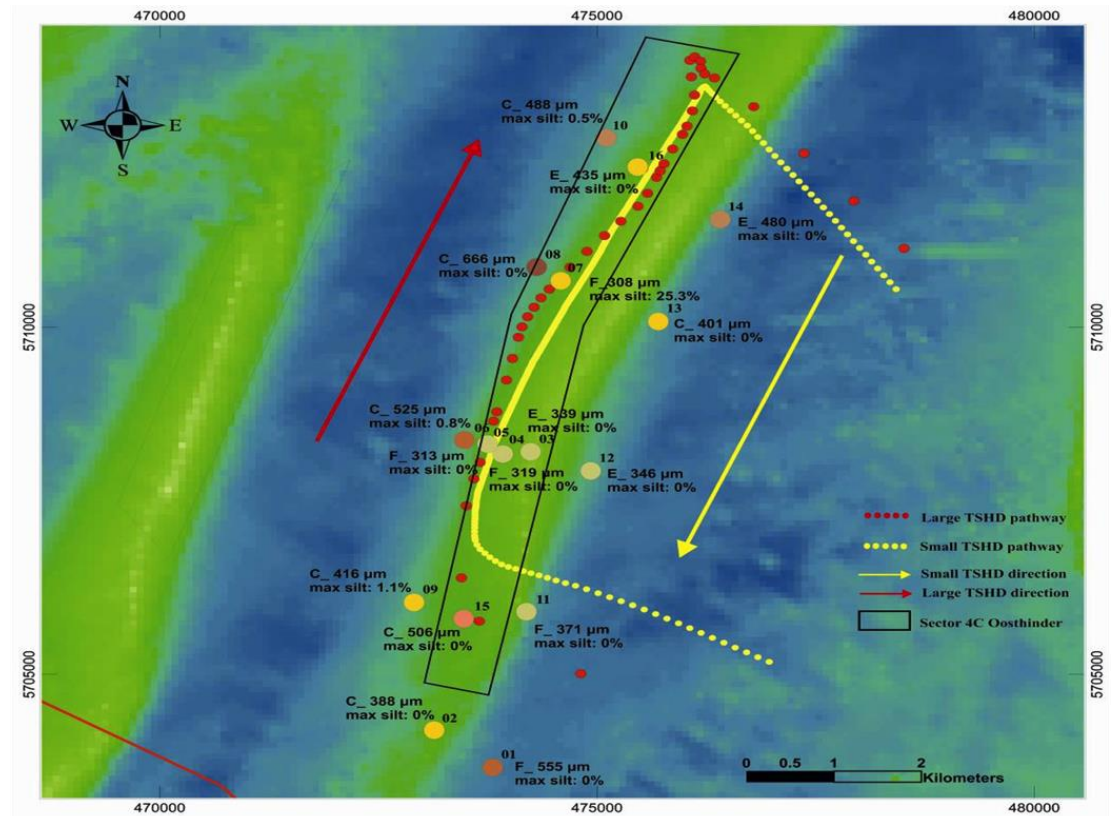 470000
475000
480000
N
W
E
S
C_ 488 µm
max silt: 0.5%
10
16
E_ 435 µm
max silt: 0%
14
E_ 480 µm
max silt: 0%
08
C_ 666 µm
max silt: 0%
07
F_308 µm
max silt: 25.3%
13
C_ 401 µm
max silt: 0%
5710000
5710000
C_ 525 µm
max silt: 0.8%
06
05
04
03
E_ 339 µm
max silt: 0%
F_ 313 µm
max silt: 0%
F_ 319 µm
max silt: 0%
12
E_ 346 µm
max silt: 0%
Large TSHD pathway
Small TSHD pathway
Small TSHD direction
Large TSHD direction
Sector 4C Oosthinder
C_ 416 µm
max silt: 1.1%
09
15
C_ 506 µm
max silt: 0%
11
F_ 371 µm
max silt: 0%
5705000
5705000
C_ 388 µm
max silt: 0%
02
01
F_ 555 µm
max silt: 0%
0 0.5 1 2
Kilometers
470000
475000
480000